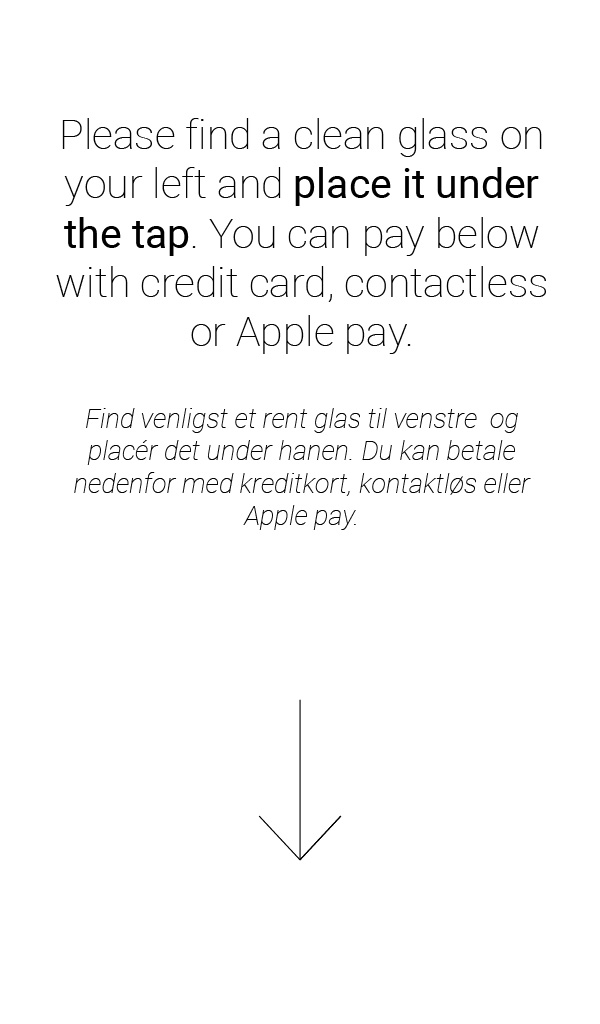 Please find a clean glass on
your left and place it under
the tap. You can pay below
with credit card, contactless
or Apple pay.
Find venligst et rent glas til venstre  og
placér det under hanen. Du kan betale
nedenfor med kreditkort, kontaktløs eller
Apple pay.